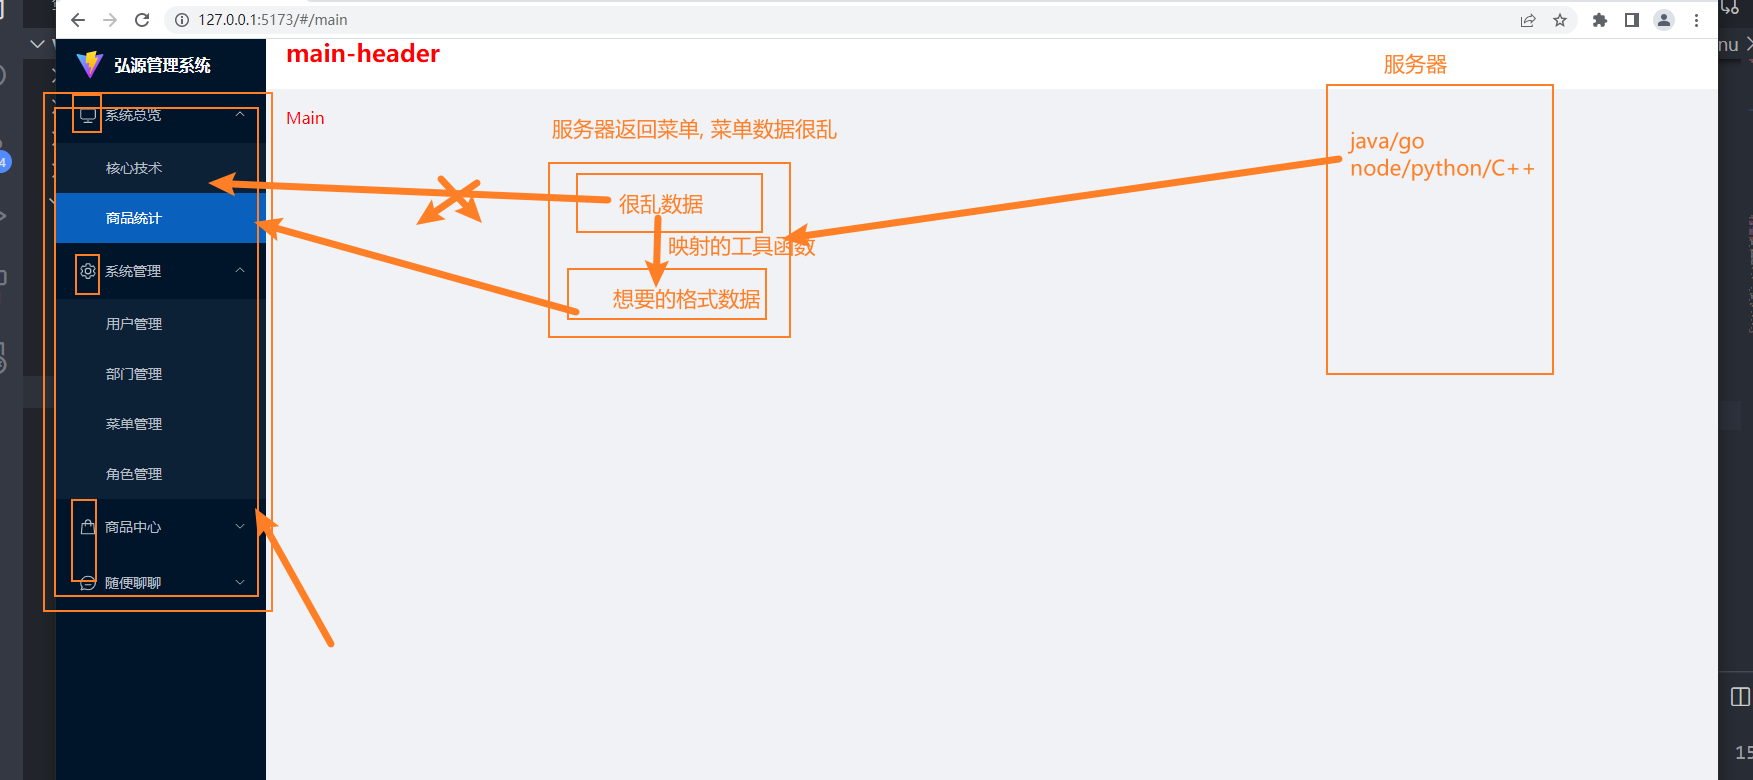 127.0.0.1:5173/#/main
弘源管理系统
main-header
服务器
nu
系统总览
Main
服务器返回菜单, 菜单数据很乱
java/go
node/python/C++
4
核心技术
很乱数据
商品统计
映射的工具函数
系统管理
想要的格式数据
用户管理
部门管理
菜单管理
角色管理
商品中心
随便聊聊
15